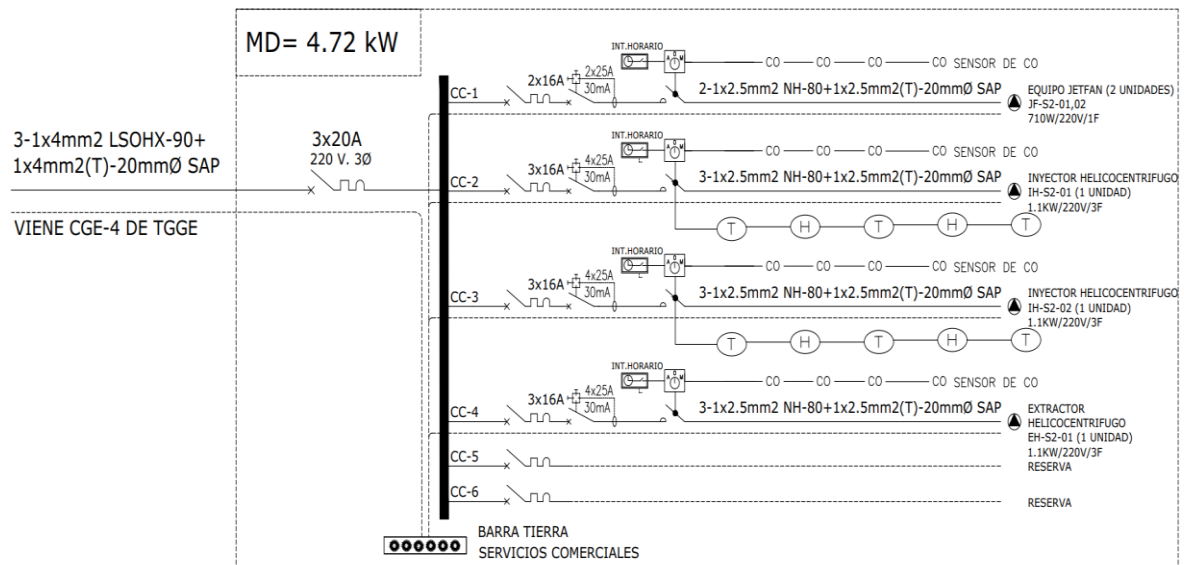 MD= 4.72 kW
3-1x4mm2 LSOHX-90+
1x4mm2(T)-20mmØ SAP
VIENE CGE-4 DE TGGE
3x20A
220 V. 3Ø
INT.HORARIO
A O M
CO CO CO CO SENSOR DE CO
CC-1
2x16A
2x25A
30mA
2-1x2.5mm2 NH-80+1x2.5mm2(T)-20mmØ SAP
EQUIPO JETFAN (2 UNIDADES)
JF-S2-01,02
710W/220V/1F
INT.HORARIO
L
A O M
CO CO CO CO SENSOR DE CO
CC-2
3x16A
4x25A
30mA
3-1x2.5mm2 NH-80+1x2.5mm2(T)-20mmØ SAP
INYECTOR HELICOCENTRIFUGO
IH-S2-01 (1 UNIDAD)
1.1KW/220V/3F
T H T H T
INT.HORARIO
L
A O M
CO CO CO CO SENSOR DE CO
CC-3
3x16A
4x25A
30mA
3-1x2.5mm2 NH-80+1x2.5mm2(T)-20mmØ SAP
INYECTOR HELICOCENTRIFUGO
IH-S2-02 (1 UNIDAD)
1.1KW/220V/3F
T H T H T
INT.HORARIO
L
A O M
CO CO CO CO SENSOR DE CO
CC-4
3x16A
4x25A
30mA
3-1x2.5mm2 NH-80+1x2.5mm2(T)-20mmØ SAP
EXTRACTOR
HELICOCENTRIFUGO
EH-S2-01 (1 UNIDAD)
1.1KW/220V/3F
CC-5
RESERVA
CC-6
RESERVA
BARRA TIERRA
SERVICIOS COMERCIALES